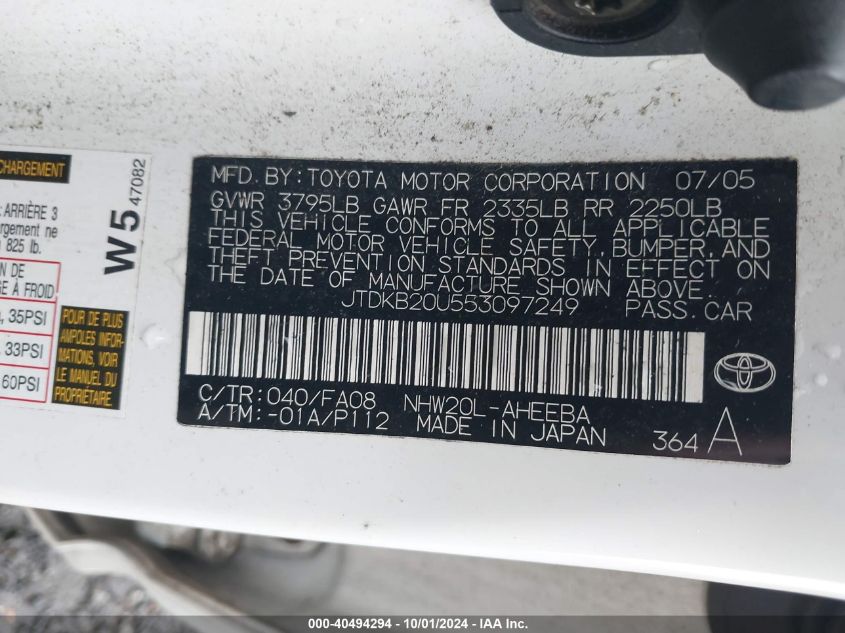 CHARGEMENT
ARRIÈRE 3
gement ne
825 lb.
ON DE
E À FROID
35PSI
33PSI
60PSI
W5 47082
POUR DE PLUS
AMPLES INFOR-
MATIONS, VOIR
LE MANUEL DU
PROPRIÉTAIRE
MFD. BY: TOYOTA MOTOR CORPORATION 07/05
GVWR 3795LB GAWR FR 2335LB RR 2250LB
THIS VEHICLE CONFORMS TO ALL APPLICABLE
FEDERAL MOTOR VEHICLE SAFETY, BUMPER, AND
THEFT PREVENTION STANDARDS IN EFFECT ON
THE DATE OF MANUFACTURE SHOWN ABOVE.
JTDKB20U553097249 PASS. CAR
C/TR: 040/FA08 NHW20L-AHEEBA
A/TM: -01A/P112 MADE IN JAPAN 364 A
000-40494294 - 10/01/2024 - IAA Inc.